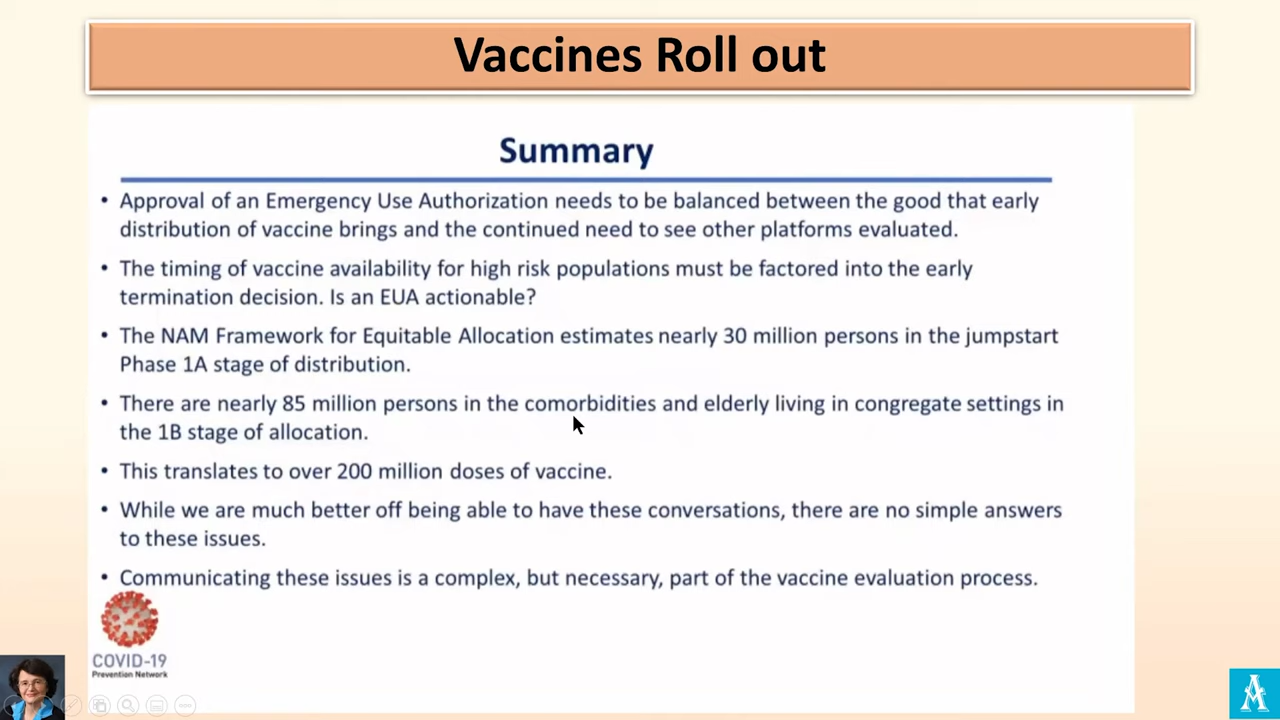 Vaccines Roll out
Summary
• Approval of an Emergency Use Authorization needs to be balanced between the good that early
distribution of vaccine brings and the continued need to see other platforms evaluated.
• The timing of vaccine availability for high risk populations must be factored into the early
termination decision. Is an EUA actionable?
• The NAM Framework for Equitable Allocation estimates nearly 30 million persons in the jumpstart
Phase 1A stage of distribution.
• There are nearly 85 million persons in the comorbidities and elderly living in congregate settings in
the 1B stage of allocation.
• This translates to over 200 million doses of vaccine.
• While we are much better off being able to have these conversations, there are no simple answers
to these issues.
• Communicating these issues is a complex, but necessary, part of the vaccine evaluation process.
COVID-19
Prevention Network
A